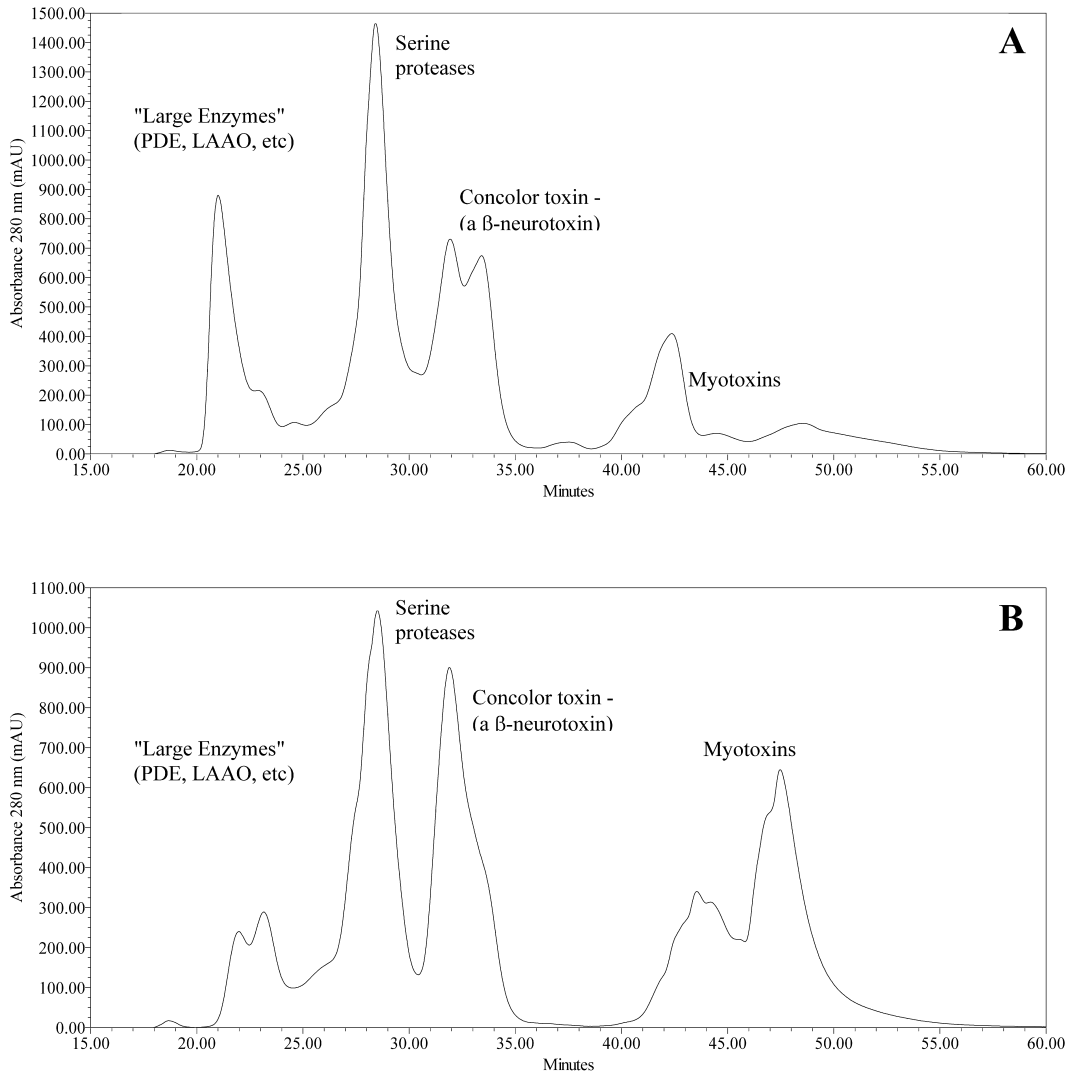 A
Serine
proteases
"Large Enzymes"
(PDE, LAAO, etc)
Concolor toxin -
(a ß-neurotoxin)
Myotoxins
Absorbance 280 nm (mAU)
1500.00
1400.00
1300.00
1200.00
1100.00
1000.00
900.00
800.00
700.00
600.00
500.00
400.00
300.00
200.00
100.00
0.00
15.00 20.00 25.00 30.00 35.00 40.00 45.00 50.00 55.00 60.00
Minutes
B
Serine
proteases
Concolor toxin -
(a ß-neurotoxin)
"Large Enzymes"
(PDE, LAAO, etc)
Myotoxins
Absorbance 280 nm (mAU)
1100.00
1000.00
900.00
800.00
700.00
600.00
500.00
400.00
300.00
200.00
100.00
0.00
15.00 20.00 25.00 30.00 35.00 40.00 45.00 50.00 55.00 60.00
Minutes